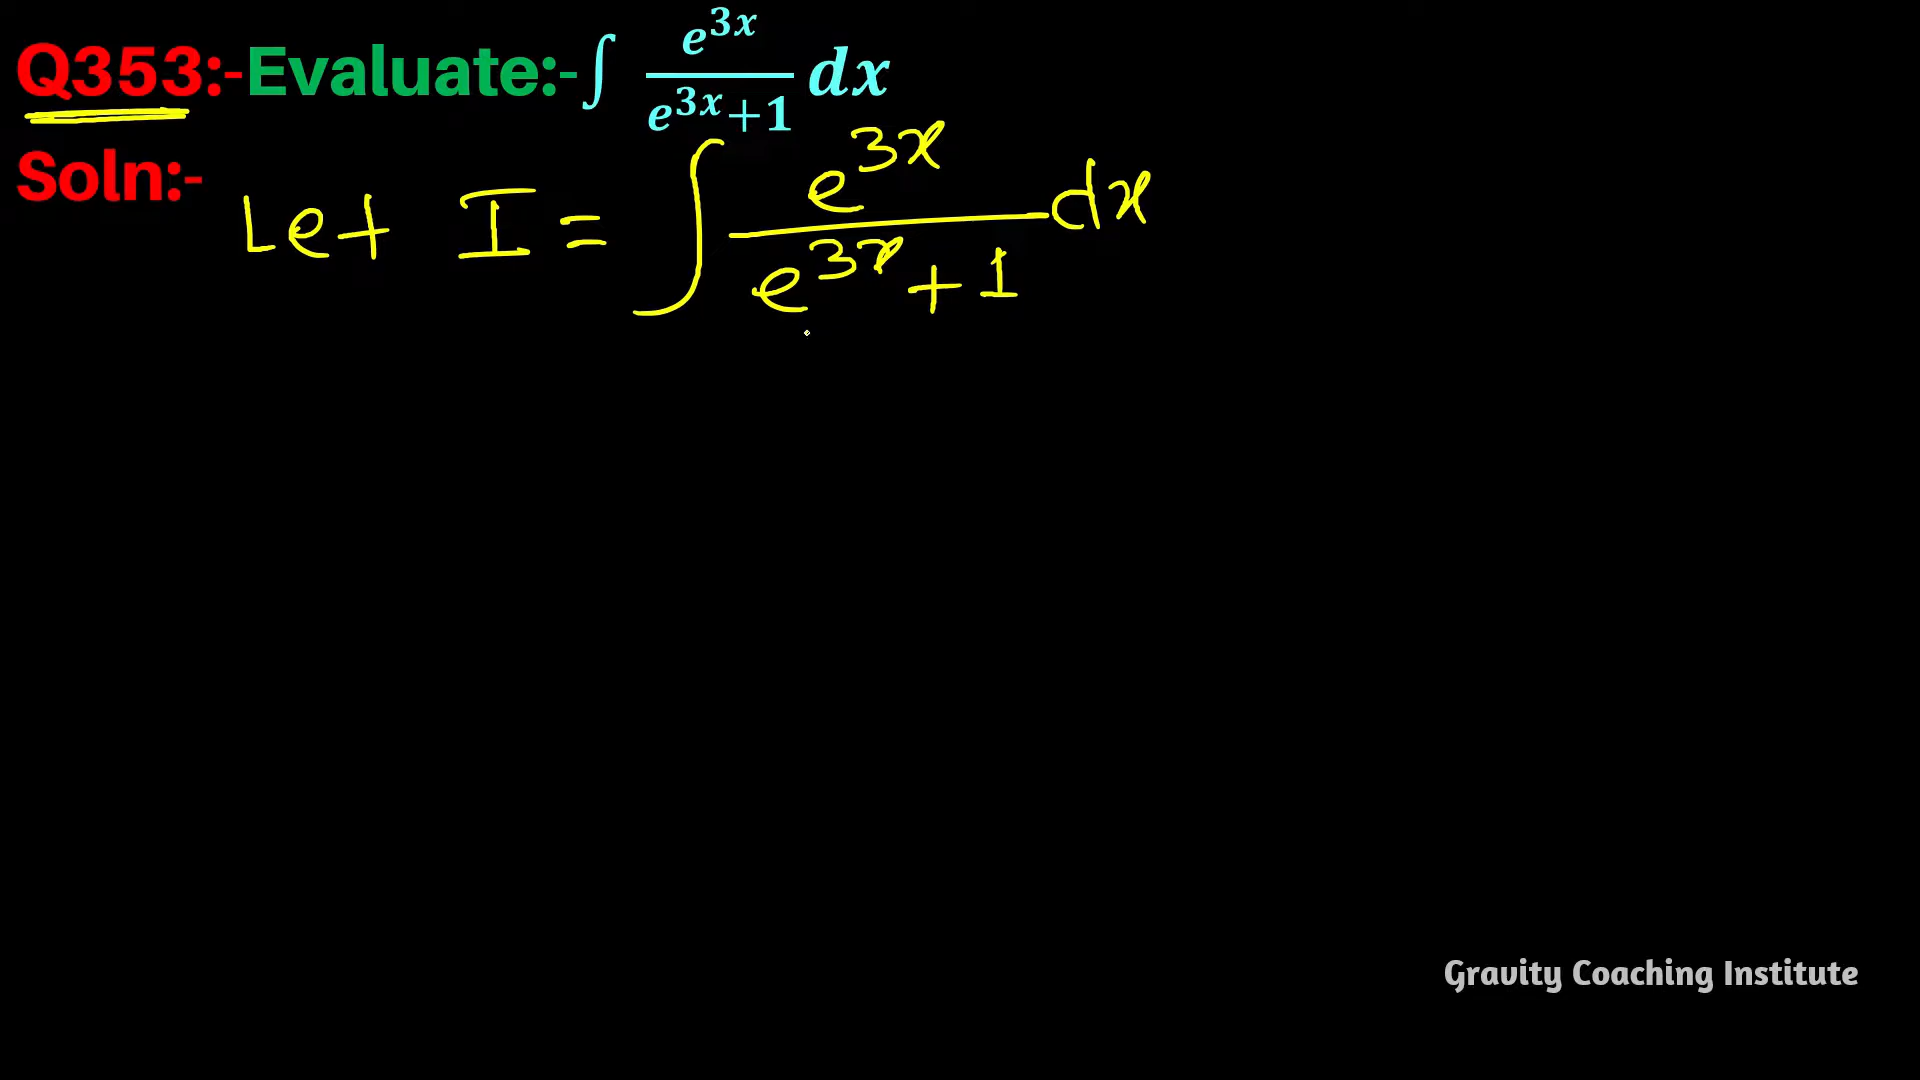 Q353:-Evaluate:-∫ e^{3x}/(e^{3x}+1) dx
Soln:- Let I = ∫ e^{3x}/(e^{3x}+1) dx
Gravity Coaching Institute